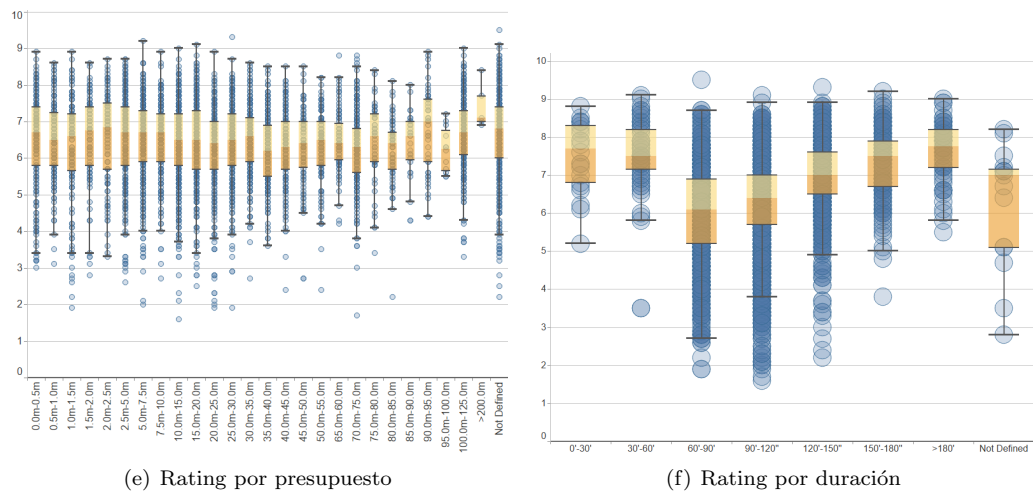 10
9
8
7
6
5
4
3
2
1
0
0.0m-0.5m
0.5m-1.0m
1.0m-1.5m
1.5m-2.0m
2.0m-2.5m
2.5m-5.0m
5.0m-7.5m
7.5m-10.0m
10.0m-15.0m
15.0m-20.0m
20.0m-25.0m
25.0m-30.0m
30.0m-35.0m
35.0m-40.0m
40.0m-45.0m
45.0m-50.0m
50.0m-55.0m
65.0m-60.0m
60.0m-65.0m
70.0m-75.0m
75.0m-80.0m
80.0m-85.0m
85.0m-90.0m
90.0m-95.0m
95.0m-100.0m
100.0m-125.0m
>200.0m
Not Defined
(e) Rating por presupuesto
10
9
8
7
6
5
4
3
2
1
0
0'-30'
30'-60'
60'-90'
90'-120"
120'-150"
150'-180"
>180'
Not Defined
(f) Rating por duración